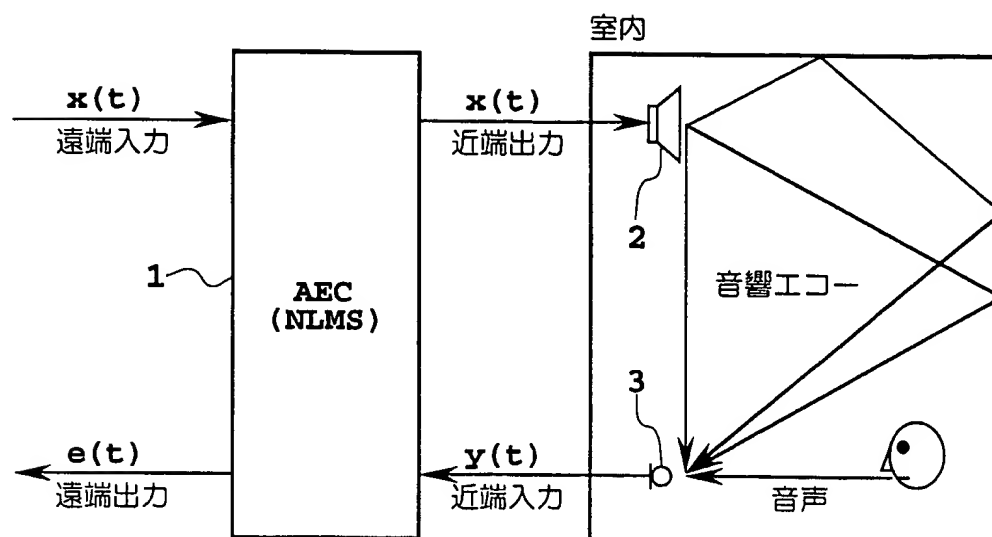 室内
x(t)
遠端入力
x(t)
近端出力
2
1
AEC
(NLMS)
音響エコー
3
e(t)
遠端出力
y(t)
近端入力
音声